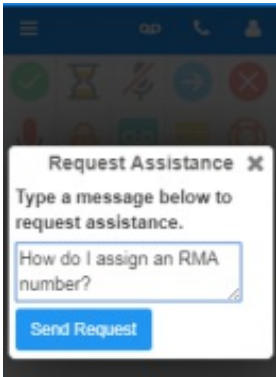 Request Assistance
Type a message below to
request assistance.
How do I assign an RMA
number?
Send Request